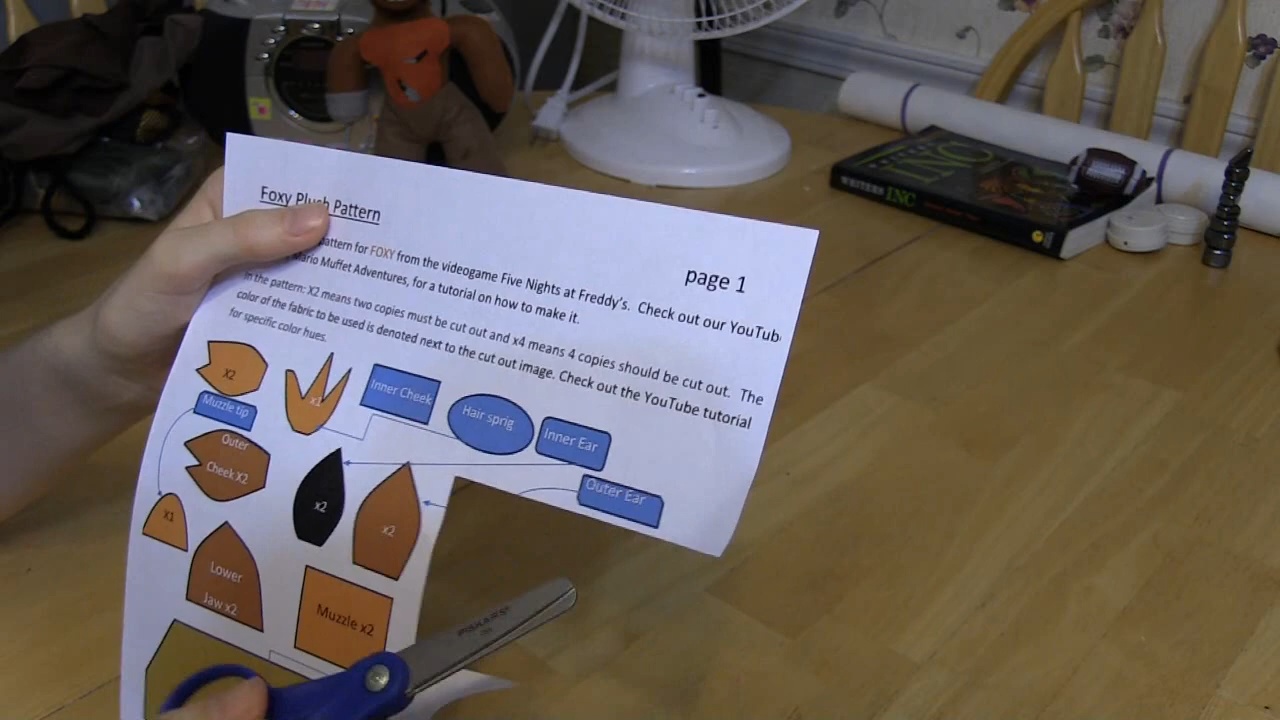 Foxy Plush Pattern
page 1
pattern for FOXY from the videogame Five Nights at Freddy's. Check out our YouTub
Mario Muffet Adventures, for a tutorial on how to make it.
In the pattern: X2 means two copies must be cut out and x4 means 4 copies should be cut out. The
color of the fabric to be used is denoted next to the cut out image. Check out the YouTube tutorial
for specific color hues.
X2
x1
Inner Cheek
Hair sprig
Inner Ear
Muzzle tip
Outer
Cheek X2
Outer Ear
x2
x2
X1
Lower
Jaw x2
Muzzle x2
FISKARS
WRITERS INC
INC